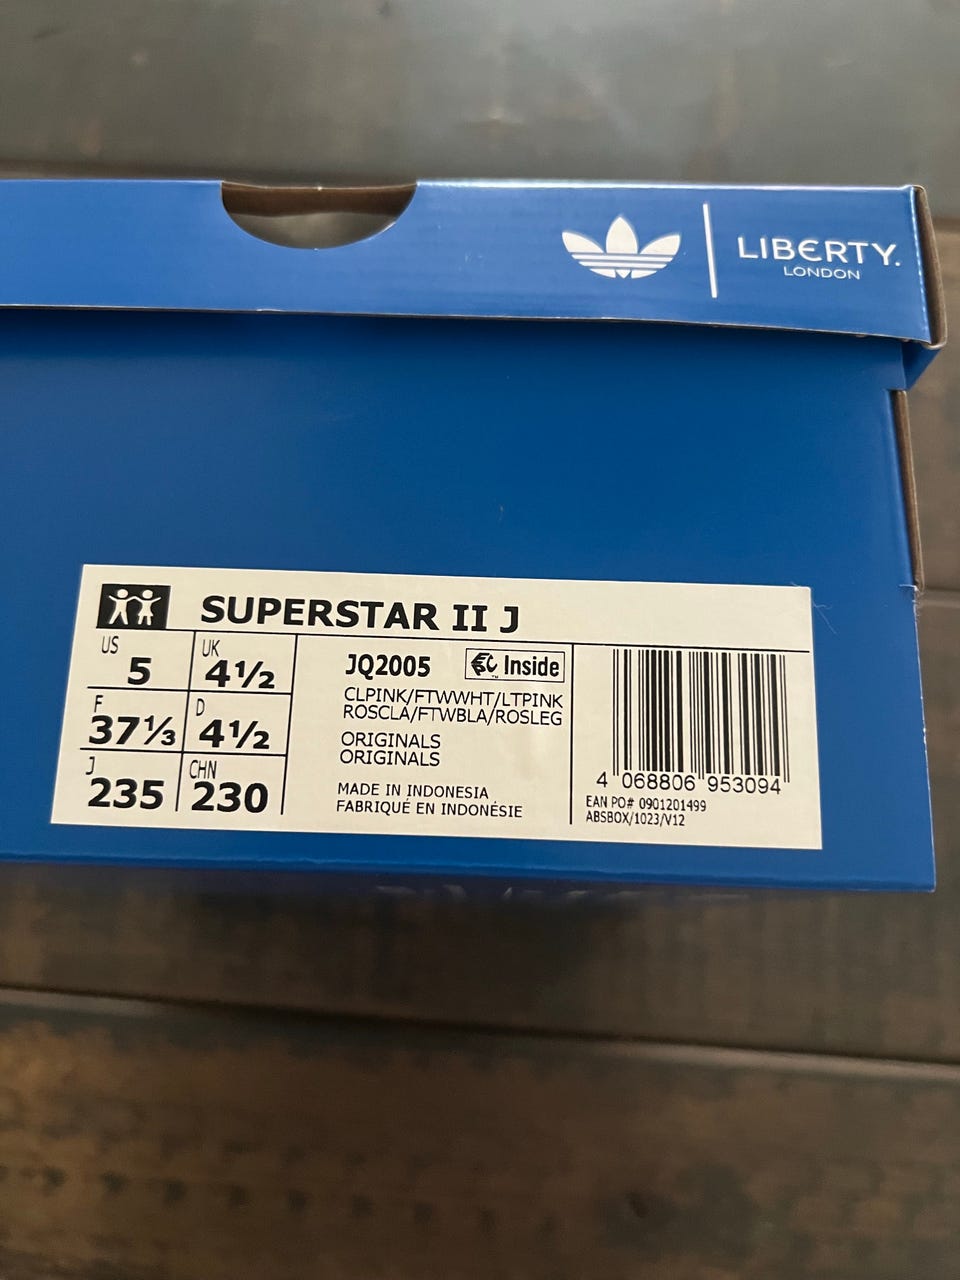 LIBERTY.
LONDON
SUPERSTAR II J
US
5
UK
4½
F
37⅓
D
4½
J
235
CHN
230
JQ2005
Inside
CLPINK/FTWWHT/LTPINK
ROSCLA/FTWBLA/ROSLEG
ORIGINALS
ORIGINALS
MADE IN INDONESIA
FABRIQUÉ EN INDONÉSIE
4 068806 953094
EAN PO# 0901201499
ABSBOX/1023/V12